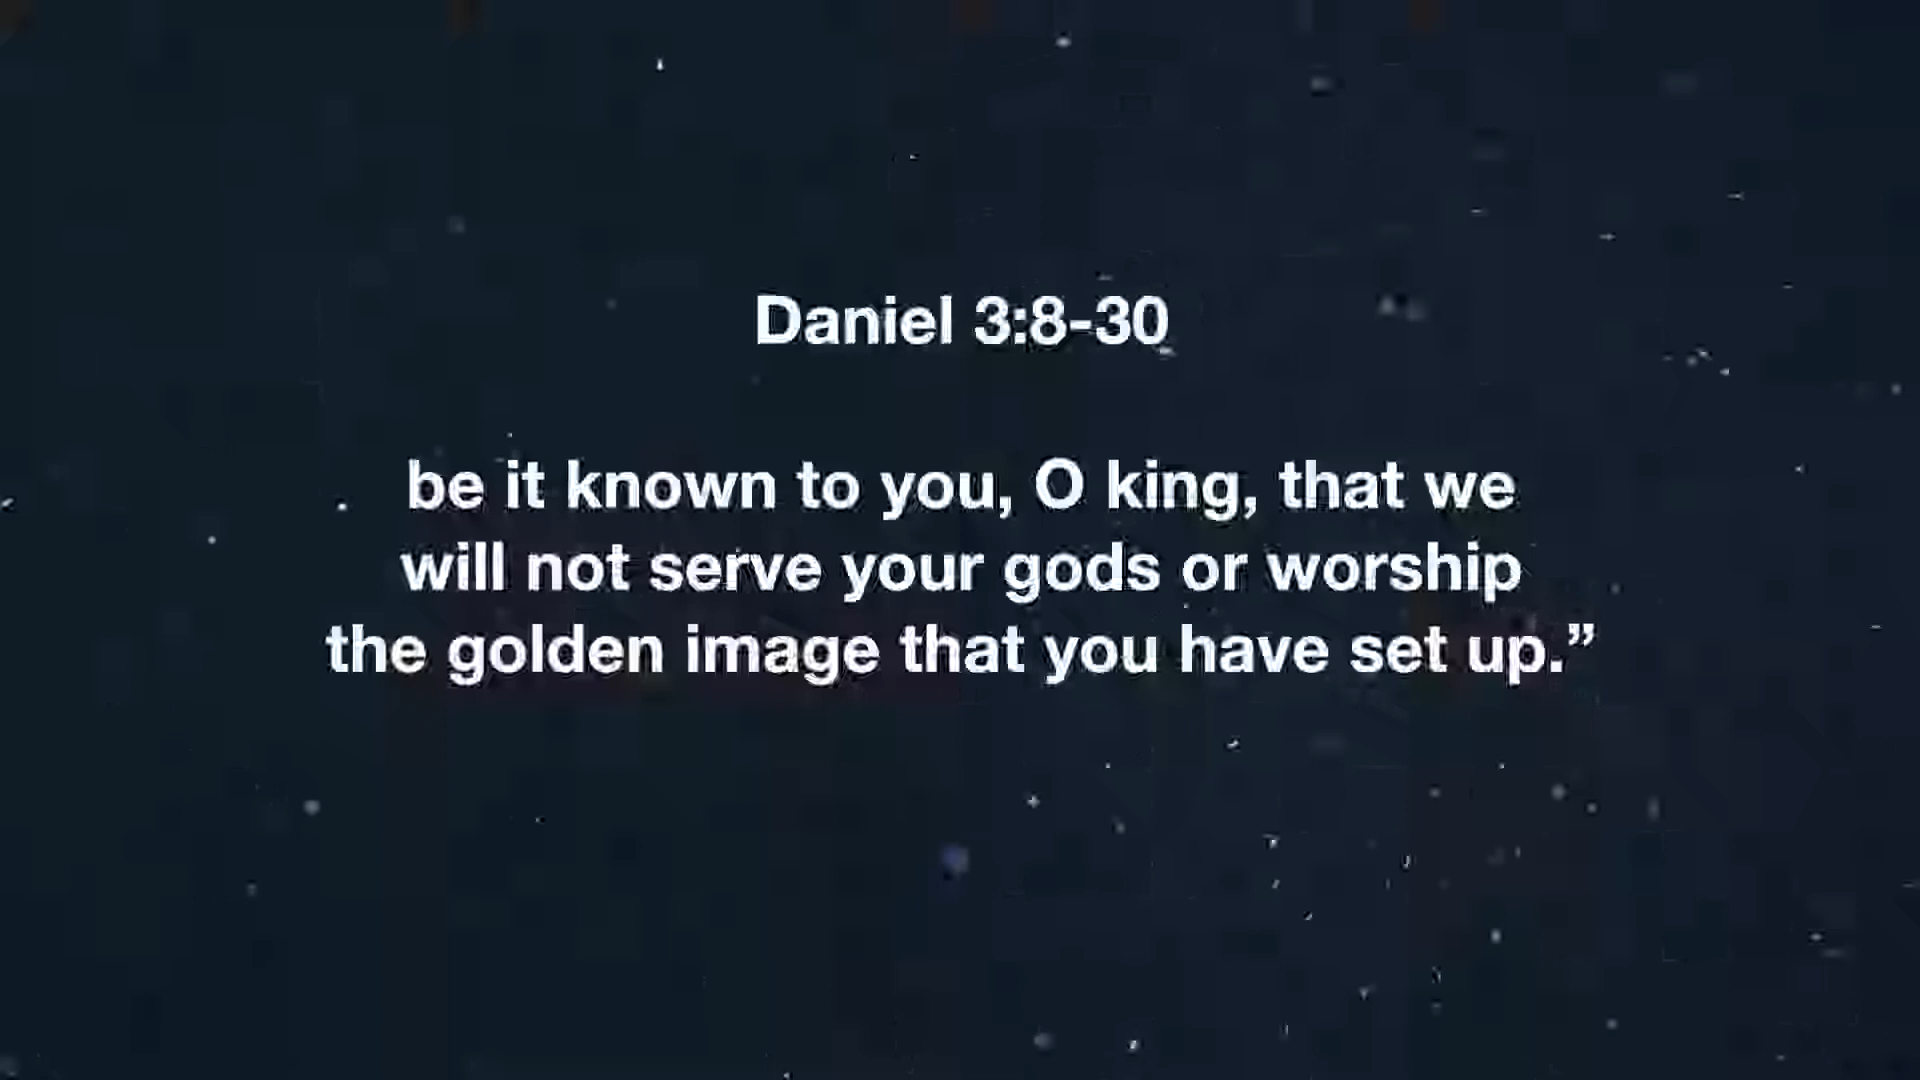 Daniel 3:8-30
be it known to you, O king, that we
will not serve your gods or worship
the golden image that you have set up.”